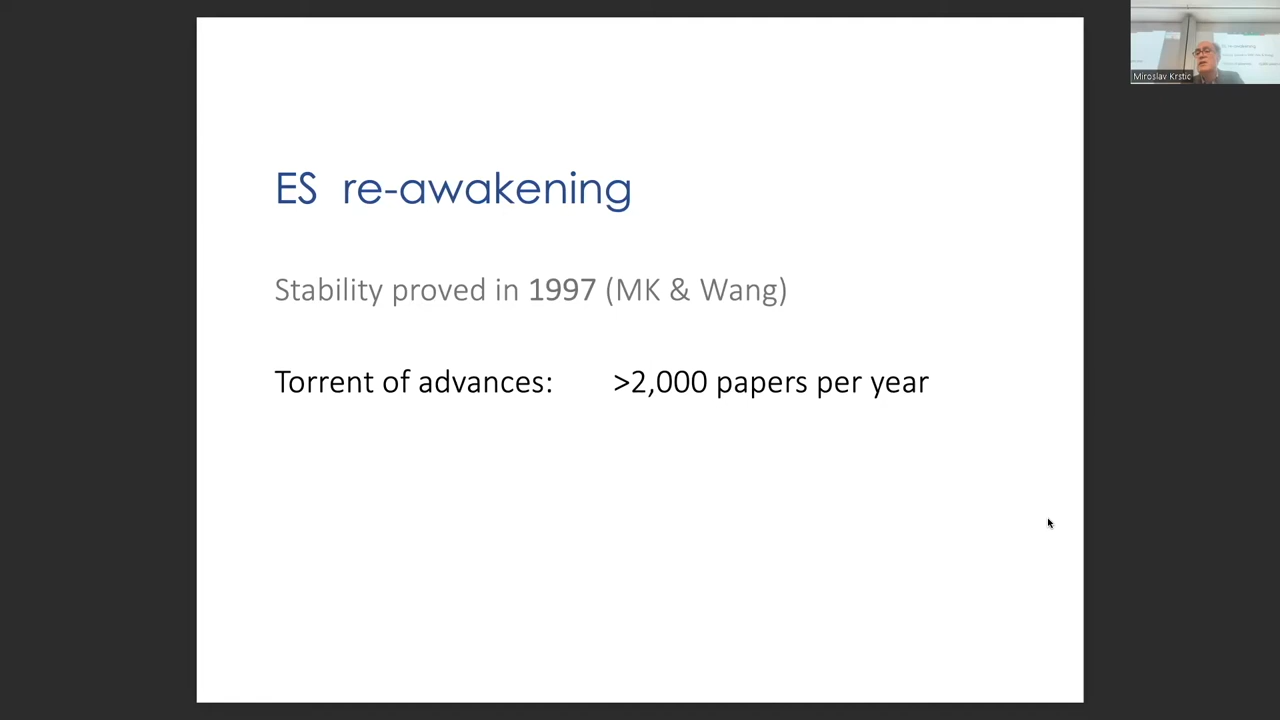 ES re-awakening
Stability proved in 1997 (MK & Wang)
Torrent of advances: >2,000 papers per year
Miroslav Krstic